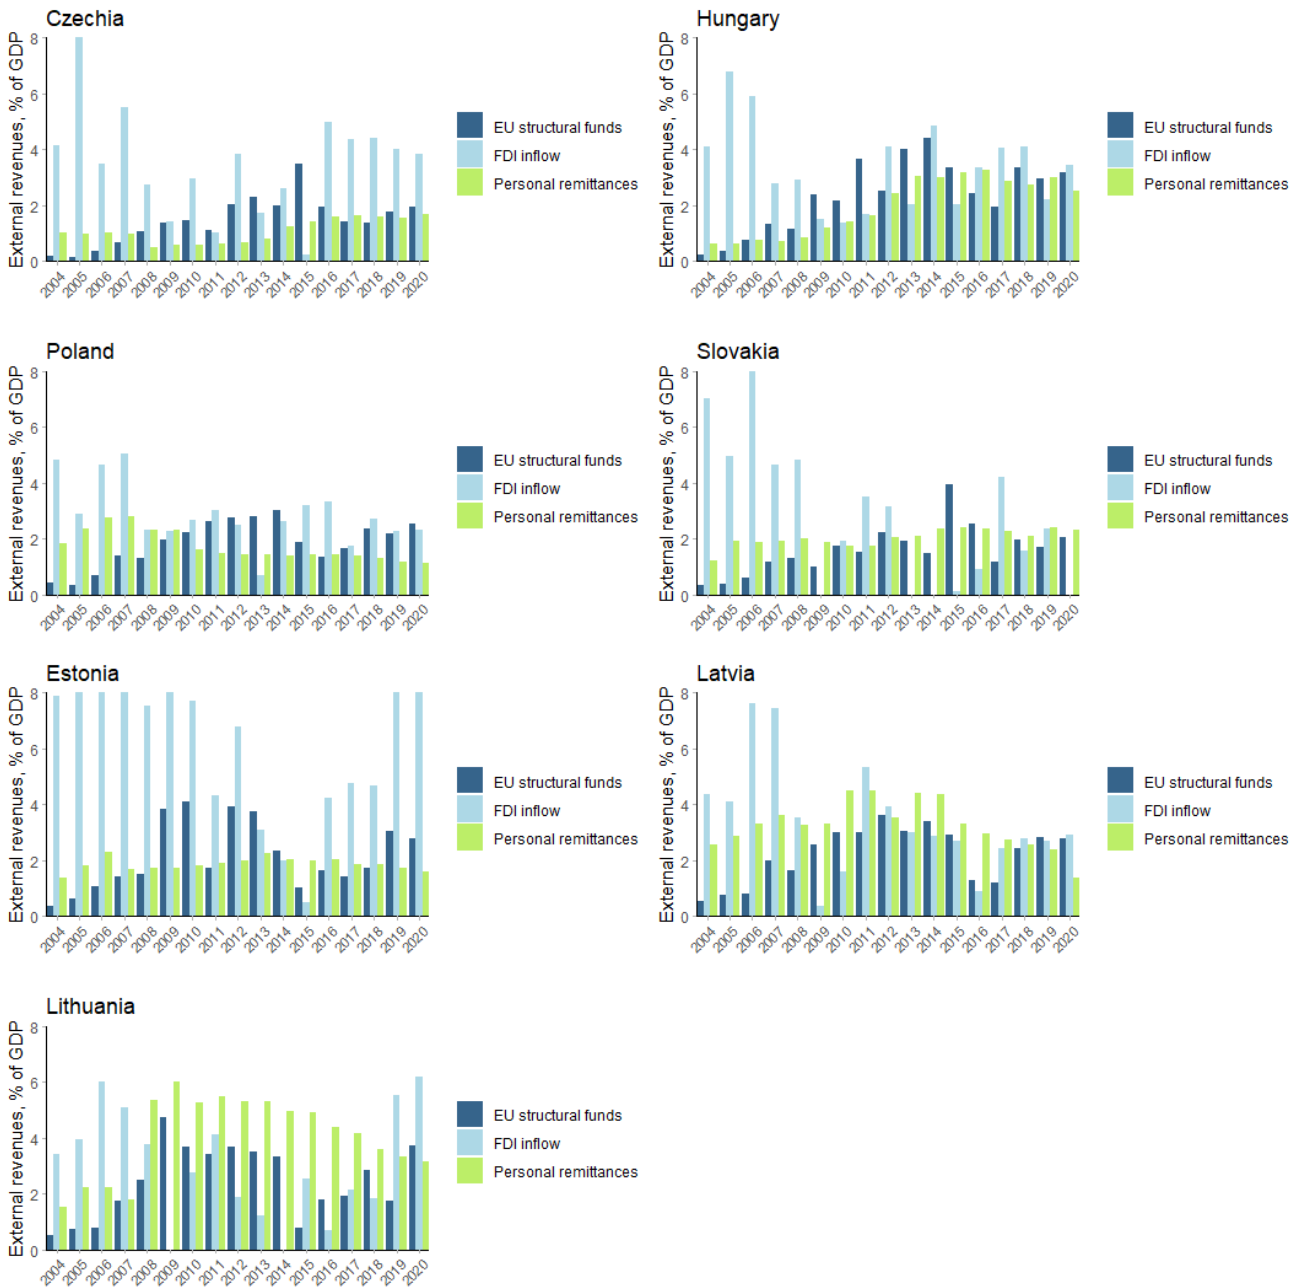 Czechia
External revenues, % of GDP
8
6
4
2
0
2004 2005 2006 2007 2008 2009 2010 2011 2012 2013 2014 2015 2016 2017 2018 2019 2020
EU structural funds
FDI inflow
Personal remittances
Hungary
External revenues, % of GDP
8
6
4
2
0
2004 2005 2006 2007 2008 2009 2010 2011 2012 2013 2014 2015 2016 2017 2018 2019 2020
EU structural funds
FDI inflow
Personal remittances
Poland
External revenues, % of GDP
8
6
4
2
0
2004 2005 2006 2007 2008 2009 2010 2011 2012 2013 2014 2015 2016 2017 2018 2019 2020
EU structural funds
FDI inflow
Personal remittances
Slovakia
External revenues, % of GDP
8
6
4
2
0
2004 2005 2006 2007 2008 2009 2010 2011 2012 2013 2014 2015 2016 2017 2018 2019 2020
EU structural funds
FDI inflow
Personal remittances
Estonia
External revenues, % of GDP
8
6
4
2
0
2004 2005 2006 2007 2008 2009 2010 2011 2012 2013 2014 2015 2016 2017 2018 2019 2020
EU structural funds
FDI inflow
Personal remittances
Latvia
External revenues, % of GDP
8
6
4
2
0
2004 2005 2006 2007 2008 2009 2010 2011 2012 2013 2014 2015 2016 2017 2018 2019 2020
EU structural funds
FDI inflow
Personal remittances
Lithuania
External revenues, % of GDP
8
6
4
2
0
2004 2005 2006 2007 2008 2009 2010 2011 2012 2013 2014 2015 2016 2017 2018 2019 2020
EU structural funds
FDI inflow
Personal remittances